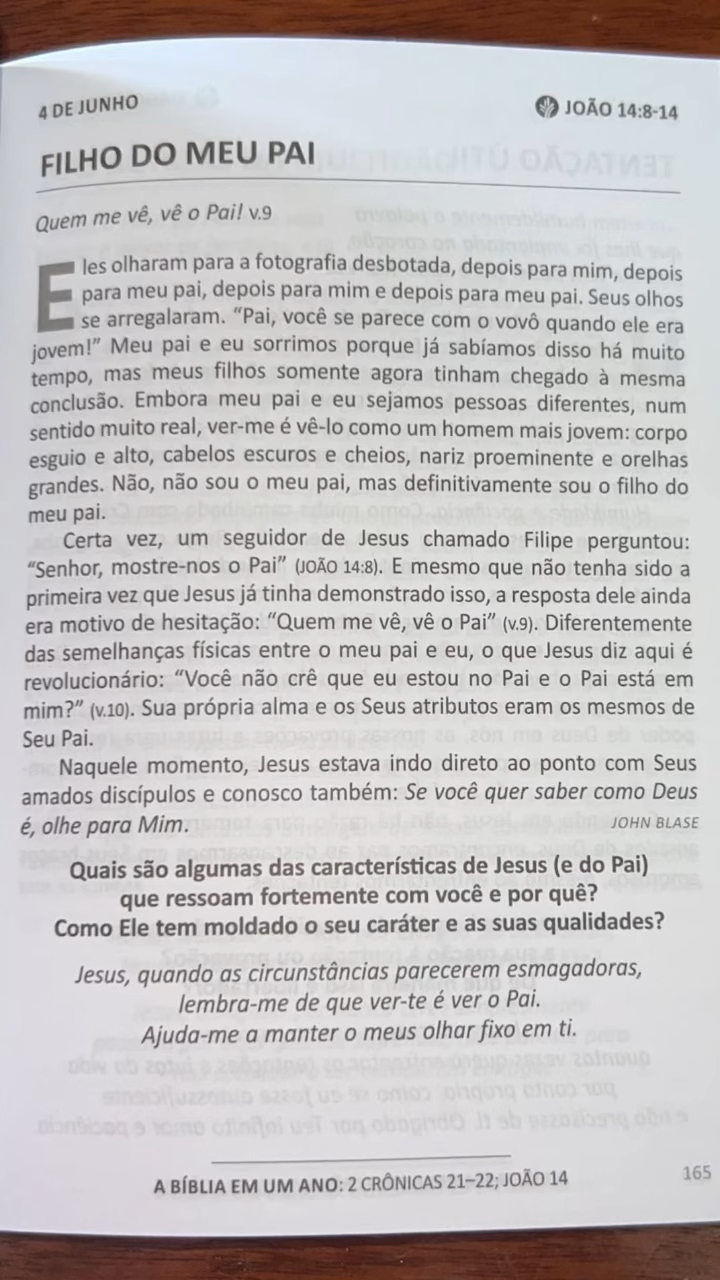 4 DE JUNHO
JOÃO 14:8-14
FILHO DO MEU PAI
Quem me vê, vê o Pai! v.9
Eles olharam para a fotografia desbotada, depois para mim, depois
para meu pai, depois para mim e depois para meu pai. Seus olhos
se arregalaram. “Pai, você se parece com o vovô quando ele era
jovem!” Meu pai e eu sorrimos porque já sabíamos disso há muito
tempo, mas meus filhos somente agora tinham chegado à mesma
conclusão. Embora meu pai e eu sejamos pessoas diferentes, num
sentido muito real, ver-me é vê-lo como um homem mais jovem: corpo
esguio e alto, cabelos escuros e cheios, nariz proeminente e orelhas
grandes. Não, não sou o meu pai, mas definitivamente sou o filho do
meu pai.
Certa vez, um seguidor de Jesus chamado Filipe perguntou:
“Senhor, mostre-nos o Pai” (JOÃO 14:8). E mesmo que não tenha sido a
primeira vez que Jesus já tinha demonstrado isso, a resposta dele ainda
era motivo de hesitação: “Quem me vê, vê o Pai” (v.9). Diferentemente
das semelhanças físicas entre o meu pai e eu, o que Jesus diz aqui é
revolucionário: “Você não crê que eu estou no Pai e o Pai está em
mim?” (v.10). Sua própria alma e os Seus atributos eram os mesmos de
Seu Pai.
Naquele momento, Jesus estava indo direto ao ponto com Seus
amados discípulos e conosco também: Se você quer saber como Deus
é, olhe para Mim.
JOHN BLASE
Quais são algumas das características de Jesus (e do Pai)
que ressoam fortemente com você e por quê?
Como Ele tem moldado o seu caráter e as suas qualidades?
Jesus, quando as circunstâncias parecerem esmagadoras,
lembra-me de que ver-te é ver o Pai.
Ajuda-me a manter o meus olhar fixo em ti.
A BÍBLIA EM UM ANO: 2 CRÔNICAS 21–22; JOÃO 14
165